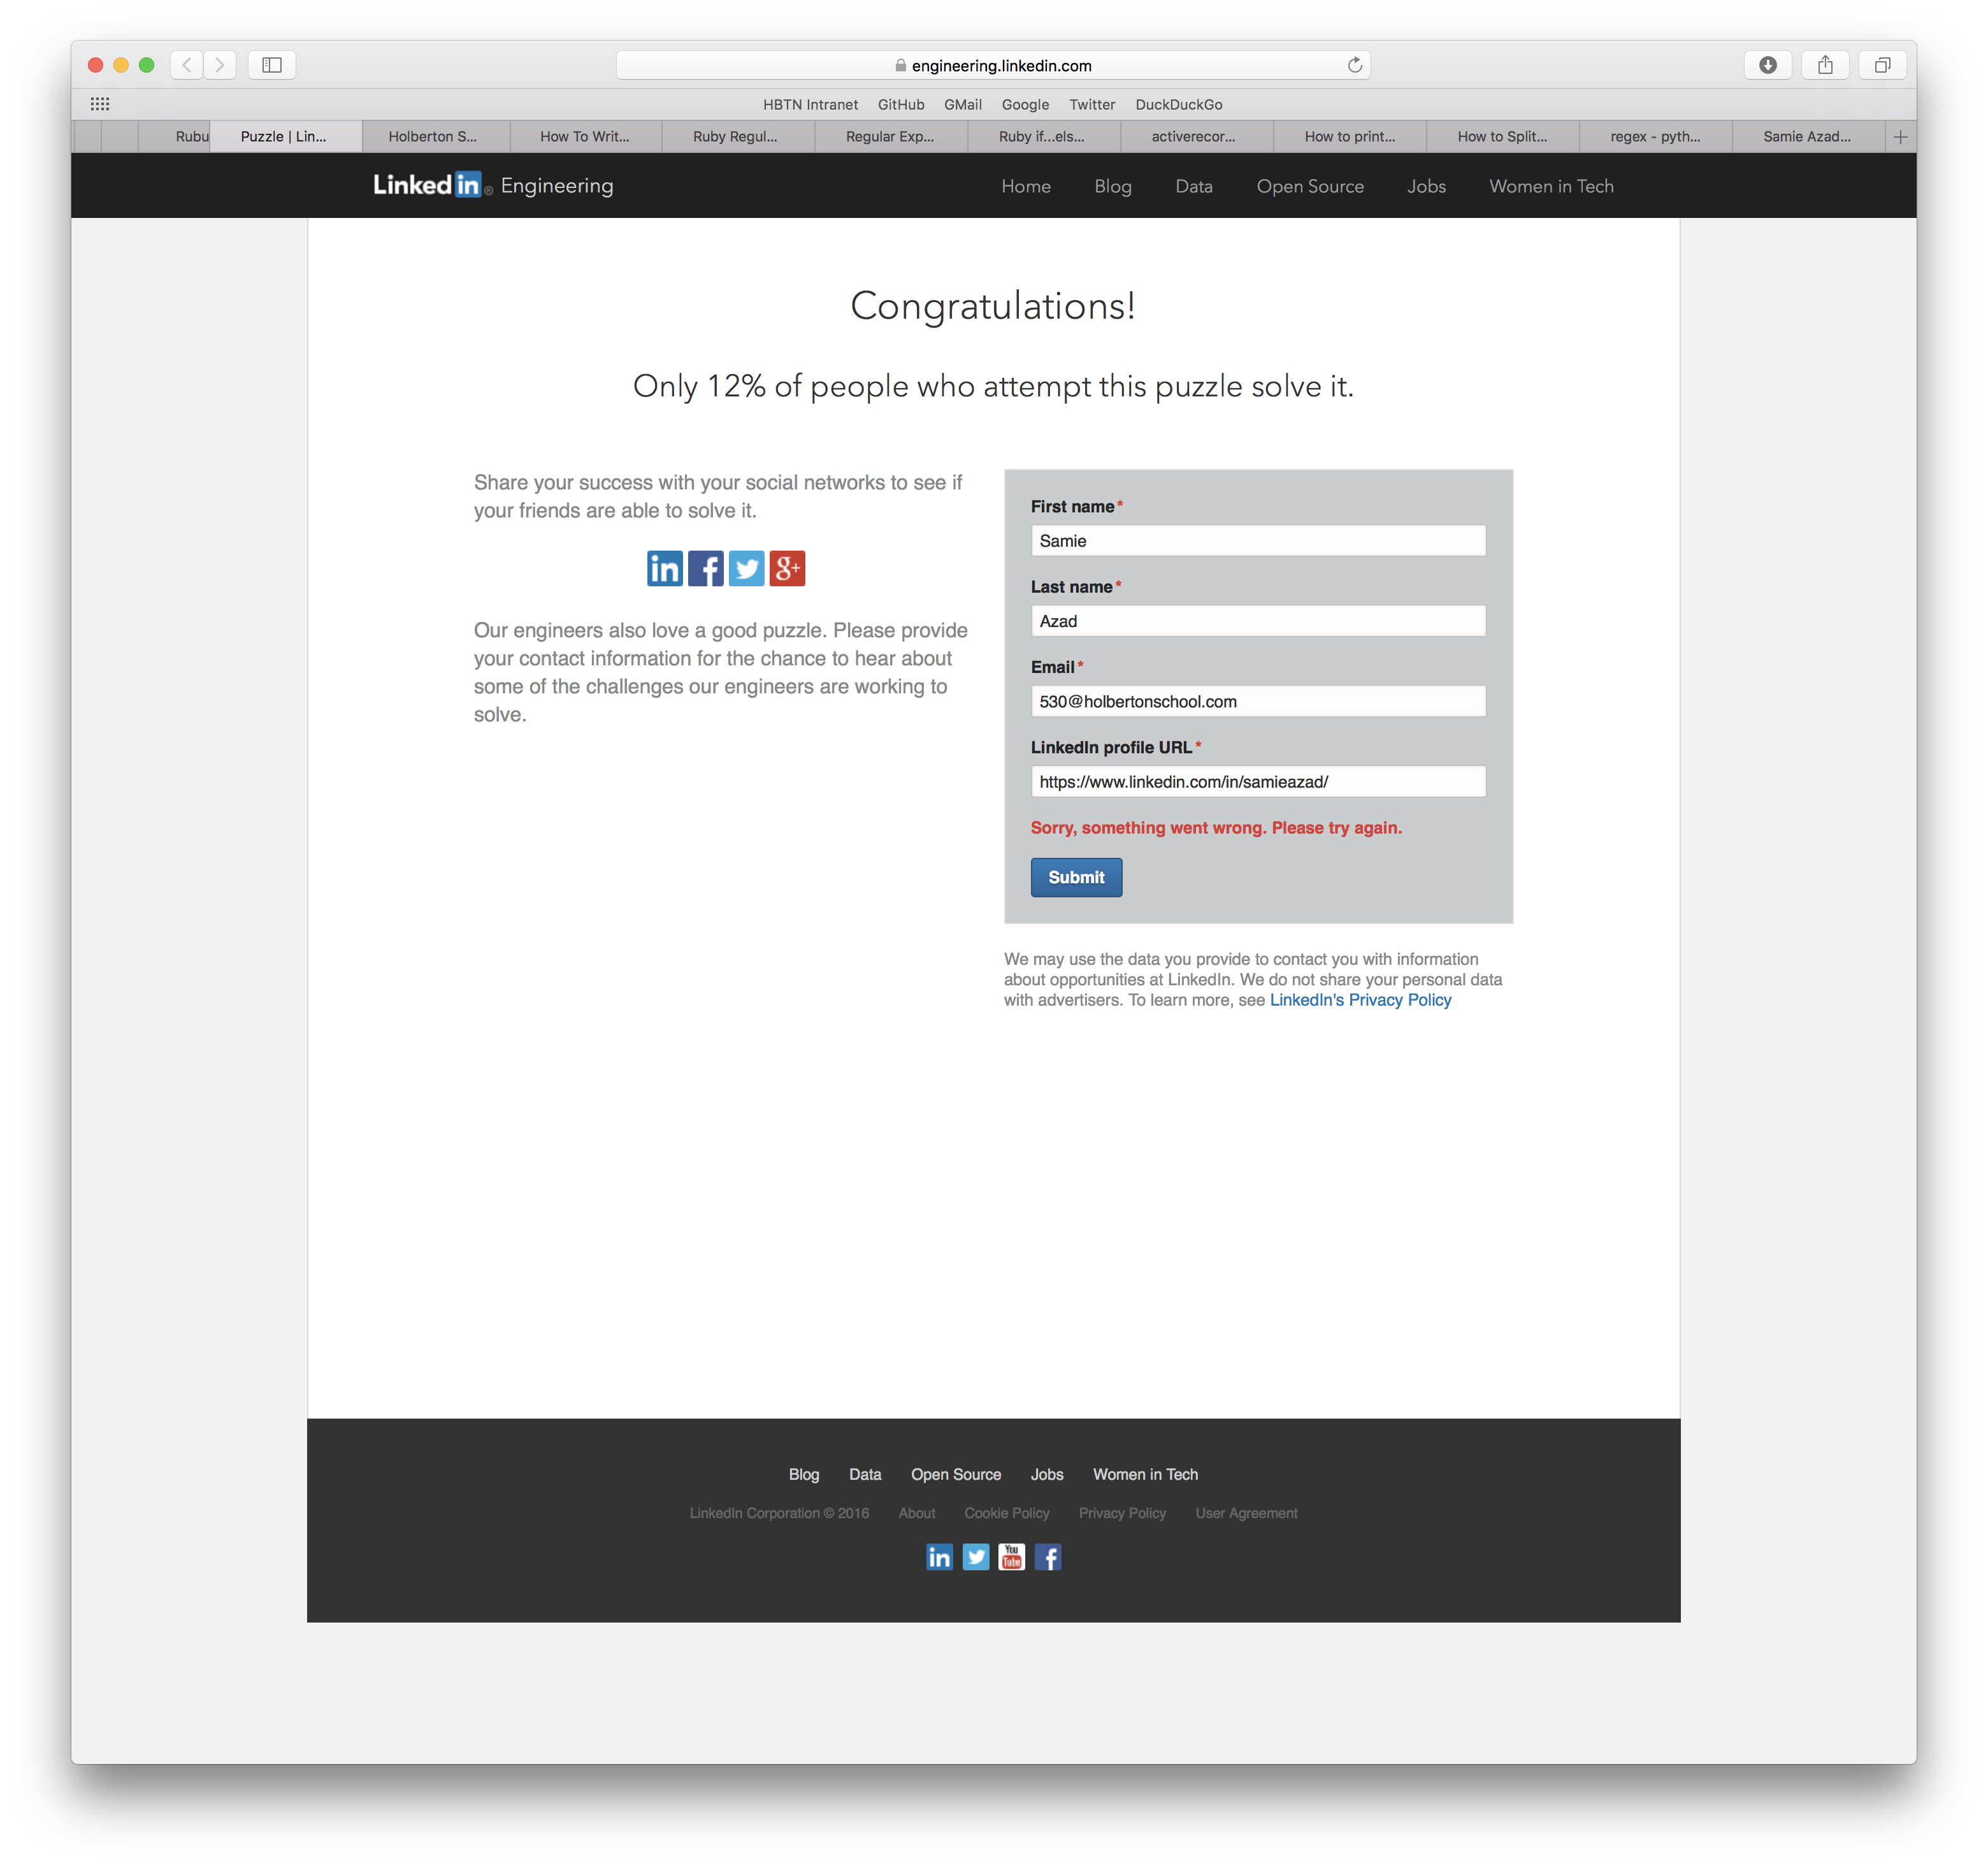 engineering.linkedin.com
HBTN Intranet GitHub GMail Google Twitter DuckDuckGo
Rubu Puzzle | Lin... Holberton S... How To Writ... Ruby Regul... Regular Exp... Ruby if...els... activerecor... How to print... How to Split... regex - pyth... Samie Azad...
Linked in ® Engineering Home Blog Data Open Source Jobs Women in Tech
Congratulations!
Only 12% of people who attempt this puzzle solve it.
Share your success with your social networks to see if
your friends are able to solve it.
in f g+
Our engineers also love a good puzzle. Please provide
your contact information for the chance to hear about
some of the challenges our engineers are working to
solve.
First name*
Samie
Last name*
Azad
Email*
530@holbertonschool.com
LinkedIn profile URL*
https://www.linkedin.com/in/samieazad/
Sorry, something went wrong. Please try again.
Submit
We may use the data you provide to contact you with information
about opportunities at LinkedIn. We do not share your personal data
with advertisers. To learn more, see LinkedIn's Privacy Policy
Blog Data Open Source Jobs Women in Tech
LinkedIn Corporation © 2016 About Cookie Policy Privacy Policy User Agreement
in You Tube f